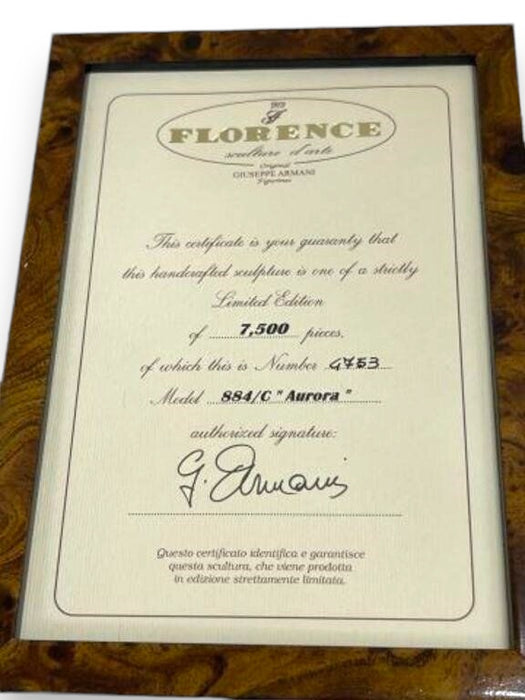 FLORENCE
sculture d'arte
Original
GIUSEPPE ARMANI
Figurines
This certificate is your guaranty that
this handcrafted sculpture is one of a strictly
Limited Edition
of 7,500 pieces,
of which this is Number 4753
Model 884/C "Aurora"
authorized signature:
G. Armani
Questo certificato identifica e garantisce
questa scultura, che viene prodotta
in edizione strettamente limitata.